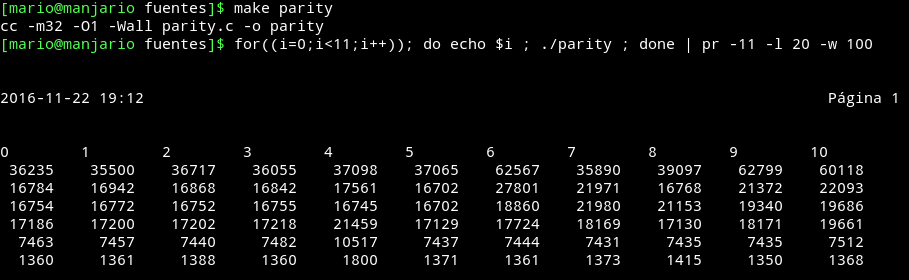 [mario@manjario fuentes]$ make parity
cc -m32 -O1 -Wall parity.c -o parity
[mario@manjario fuentes]$ for((i=0;i<11;i++)); do echo $i ; ./parity ; done | pr -11 -l 20 -w 100
2016-11-22 19:12 Página 1
0 1 2 3 4 5 6 7 8 9 10
36235 35500 36717 36055 37098 37065 62567 35890 39097 62799 60118
16784 16942 16868 16842 17561 16702 27801 21971 16768 21372 22093
16754 16772 16752 16755 16745 16702 18860 21980 21153 19340 19686
17186 17200 17202 17218 21459 17129 17724 18169 17130 18171 19661
7463 7457 7440 7482 10517 7437 7444 7431 7435 7435 7512
1360 1361 1388 1360 1800 1371 1361 1373 1415 1350 1368